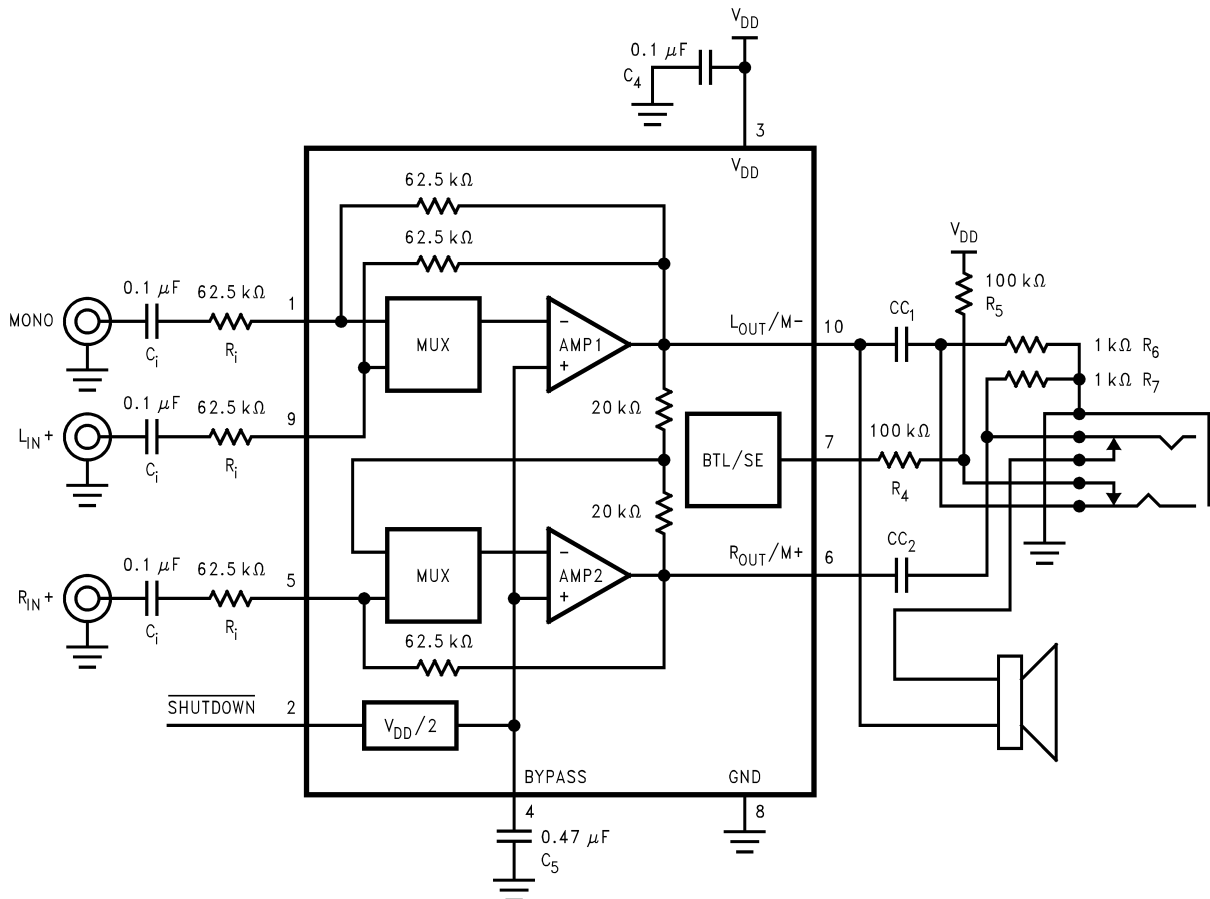 V_DD
0.1 μF
C_4
3
V_DD
62.5 kΩ
62.5 kΩ
V_DD
100 kΩ
R_5
MONO
0.1 μF
C_i
62.5 kΩ
R_i
1
MUX
−
AMP1
+
L_OUT/M−
10
CC_1
1 kΩ R_6
1 kΩ R_7
L_IN +
0.1 μF
C_i
62.5 kΩ
R_i
9
20 kΩ
BTL/SE
7
100 kΩ
R_4
20 kΩ
R_IN +
0.1 μF
C_i
62.5 kΩ
R_i
5
MUX
−
AMP2
+
R_OUT/M+
6
CC_2
62.5 kΩ
S̅H̅U̅T̅D̅O̅W̅N̅
2
V_DD/2
BYPASS
GND
4
8
0.47 μF
C_5